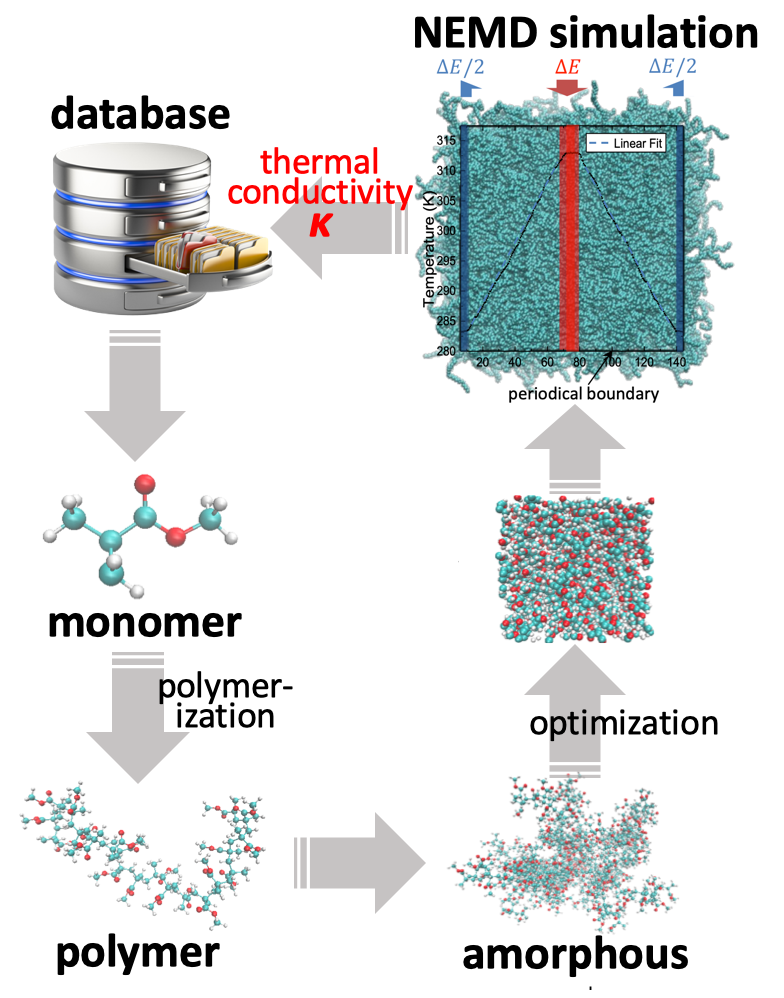 NEMD simulation
ΔE/2
ΔE
ΔE/2
database
thermal
conductivity
κ
Linear Fit
Temperature (K)
315
310
305
300
295
290
285
280
20 40 60 80 100 120 140
periodical boundary
monomer
polymer-
ization
optimization
polymer
amorphous